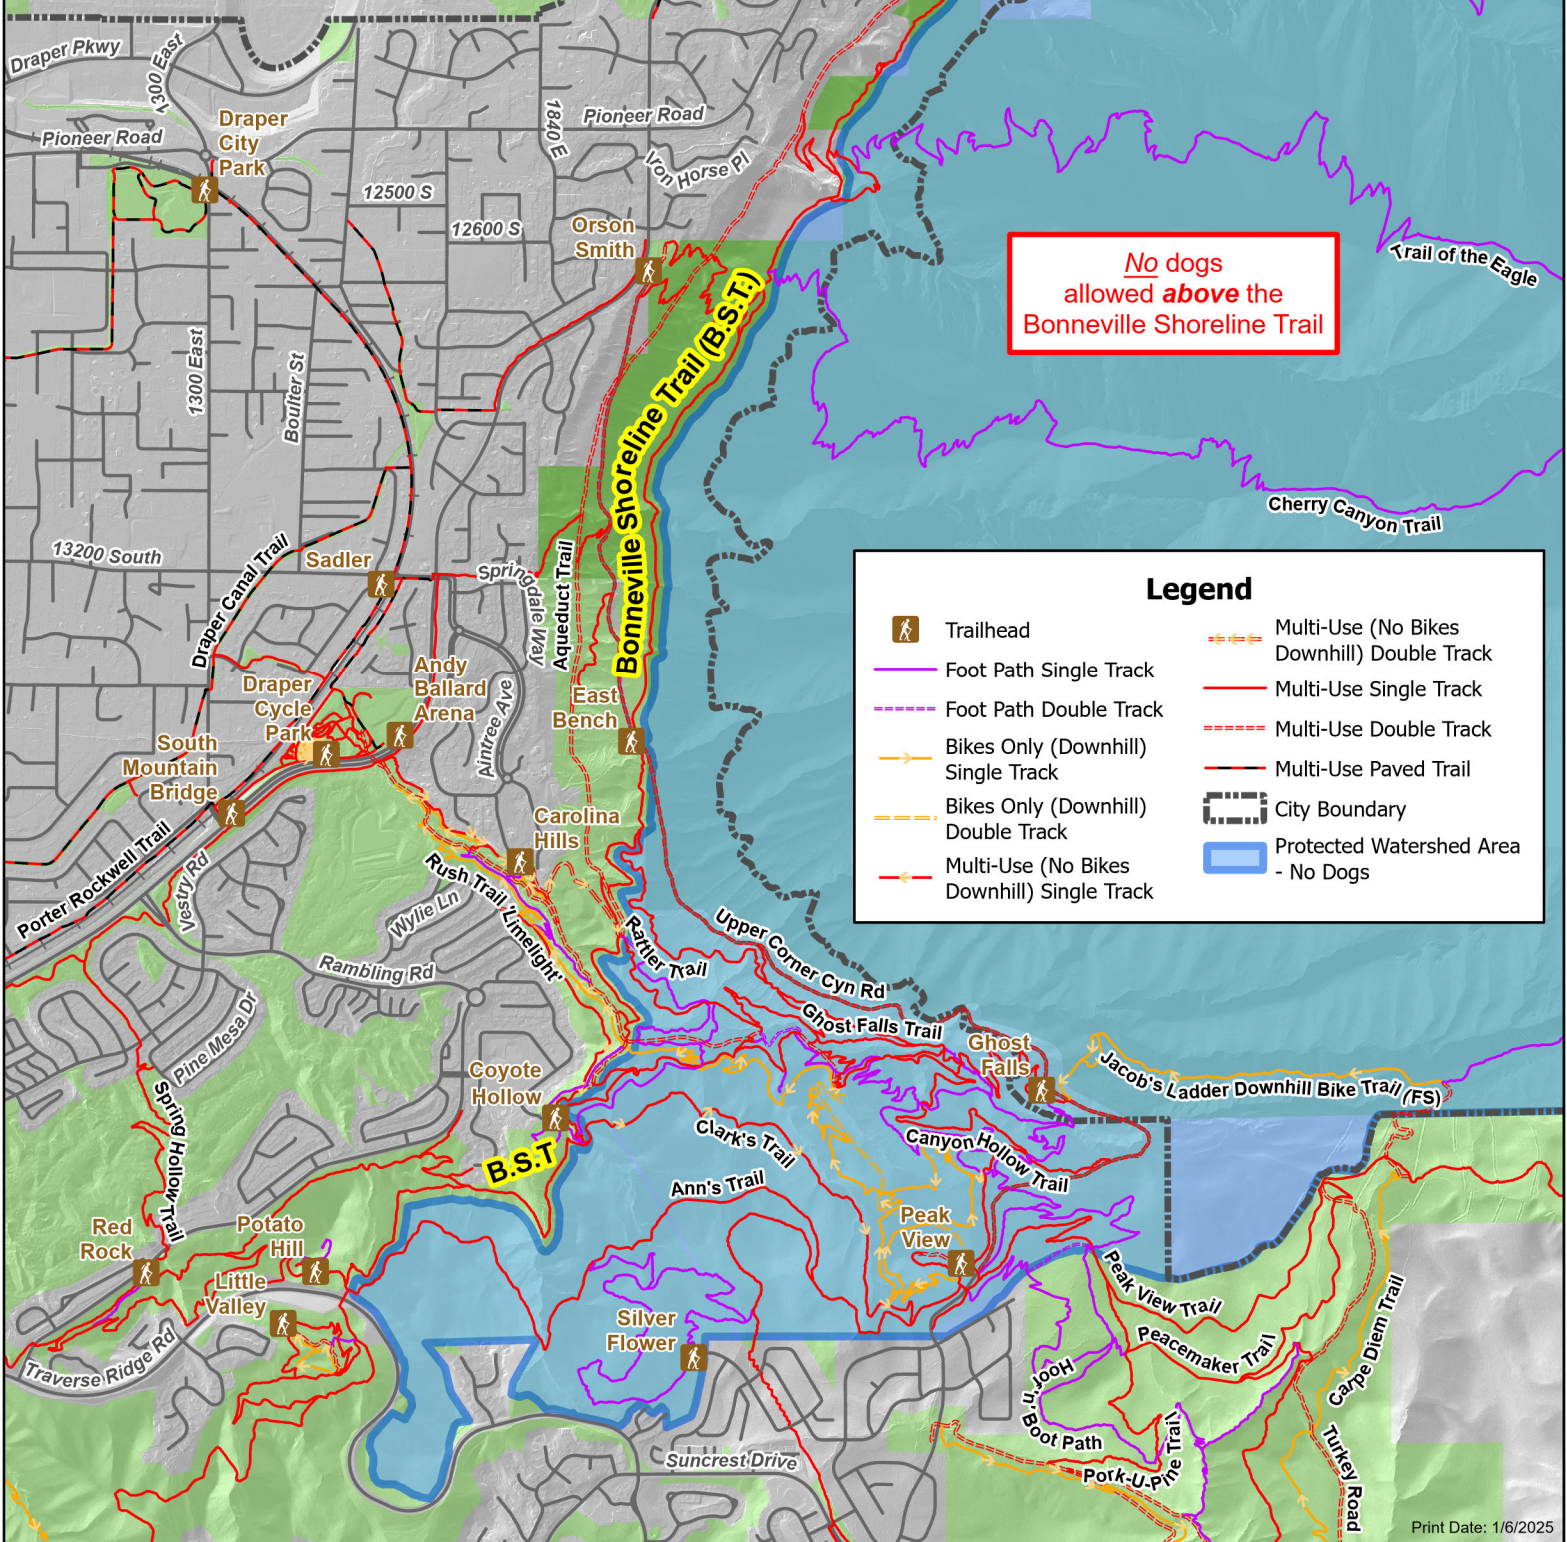 Draper Pkwy
1300 East
Pioneer Road
Draper
City
Park
1840 E
Pioneer Road
Iron Horse Pl
12500 S
12600 S
Orson
Smith
Trail of the Eagle
No dogs
allowed above the
Bonneville Shoreline Trail
Bonneville Shoreline Trail (B.S.T.)
1300 East
Boulter St
Cherry Canyon Trail
13200 South
Draper Canal Trail
Sadler
Springdale Way
Aqueduct Trail
Andy
Ballard
Arena
Draper
Cycle
Park
East
Bench
Aintree Ave
South
Mountain
Bridge
Carolina
Hills
Porter Rockwell Trail
Vestry Rd
Rush Trail 'Limelight'
Wylie Ln
Rambling Rd
Rattler Trail
Upper Corner Cyn Rd
Ghost Falls Trail
Pine Mesa Dr
Ghost
Falls
Jacob's Ladder Downhill Bike Trail (FS)
Coyote
Hollow
Spring Hollow Trail
B.S.T
Clark's Trail
Canyon Hollow Trail
Ann's Trail
Red
Rock
Potato
Hill
Little
Valley
Peak
View
Peak View Trail
Silver
Flower
Peacemaker Trail
Carpe Diem Trail
Traverse Ridge Rd
Hoof n'
Boot Path
Pork-U-Pine Trail
Turkey Road
Suncrest Drive
Legend
Trailhead
Foot Path Single Track
Foot Path Double Track
Bikes Only (Downhill)
Single Track
Bikes Only (Downhill)
Double Track
Multi-Use (No Bikes
Downhill) Single Track
Multi-Use (No Bikes
Downhill) Double Track
Multi-Use Single Track
Multi-Use Double Track
Multi-Use Paved Trail
City Boundary
Protected Watershed Area
- No Dogs
Print Date: 1/6/2025